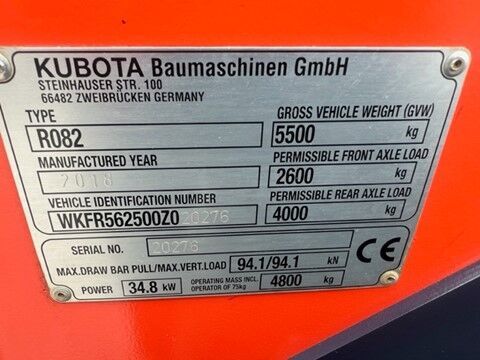 KUBOTA Baumaschinen GmbH
STEINHAUSER STR. 100
66482 ZWEIBRÜCKEN GERMANY
TYPE
R082
GROSS VEHICLE WEIGHT (GVW)
5500 kg
MANUFACTURED YEAR
2018
PERMISSIBLE FRONT AXLE LOAD
2600 kg
VEHICLE IDENTIFICATION NUMBER
WKFR562500Z020276
PERMISSIBLE REAR AXLE LOAD
4000 kg
SERIAL NO. 20276
CE
MAX.DRAW BAR PULL/MAX.VERT.LOAD 94.1/94.1 kN
POWER 34.8 kW
OPERATING MASS INCL.
OPERATOR OF 75kg
4800 kg